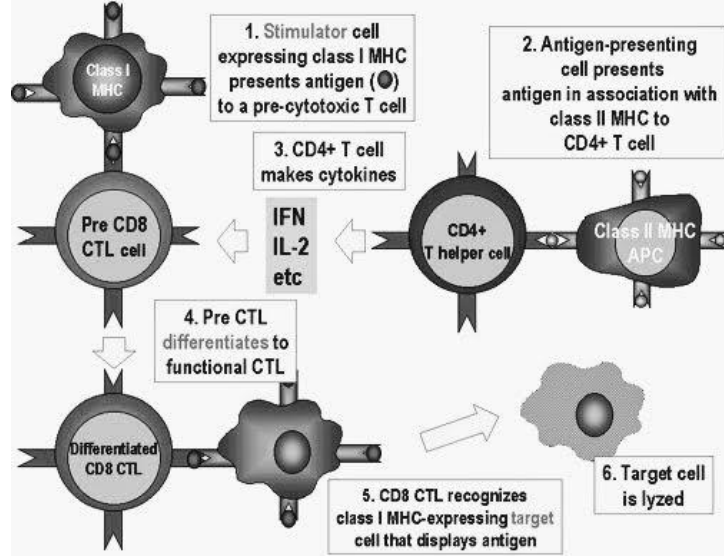 Class I
MHC
1. Stimulator cell
expressing class I MHC
presents antigen ( )
to a pre-cytotoxic T cell
2. Antigen-presenting
cell presents
antigen in association with
class II MHC to
CD4+ T cell
3. CD4+ T cell
makes cytokines
Pre CD8
CTL cell
IFN
IL-2
etc
CD4+
T helper cell
Class II MHC
APC
4. Pre CTL
differentiates to
functional CTL
Differentiated
CD8 CTL
5. CD8 CTL recognizes
class I MHC-expressing target
cell that displays antigen
6. Target cell
is lyzed